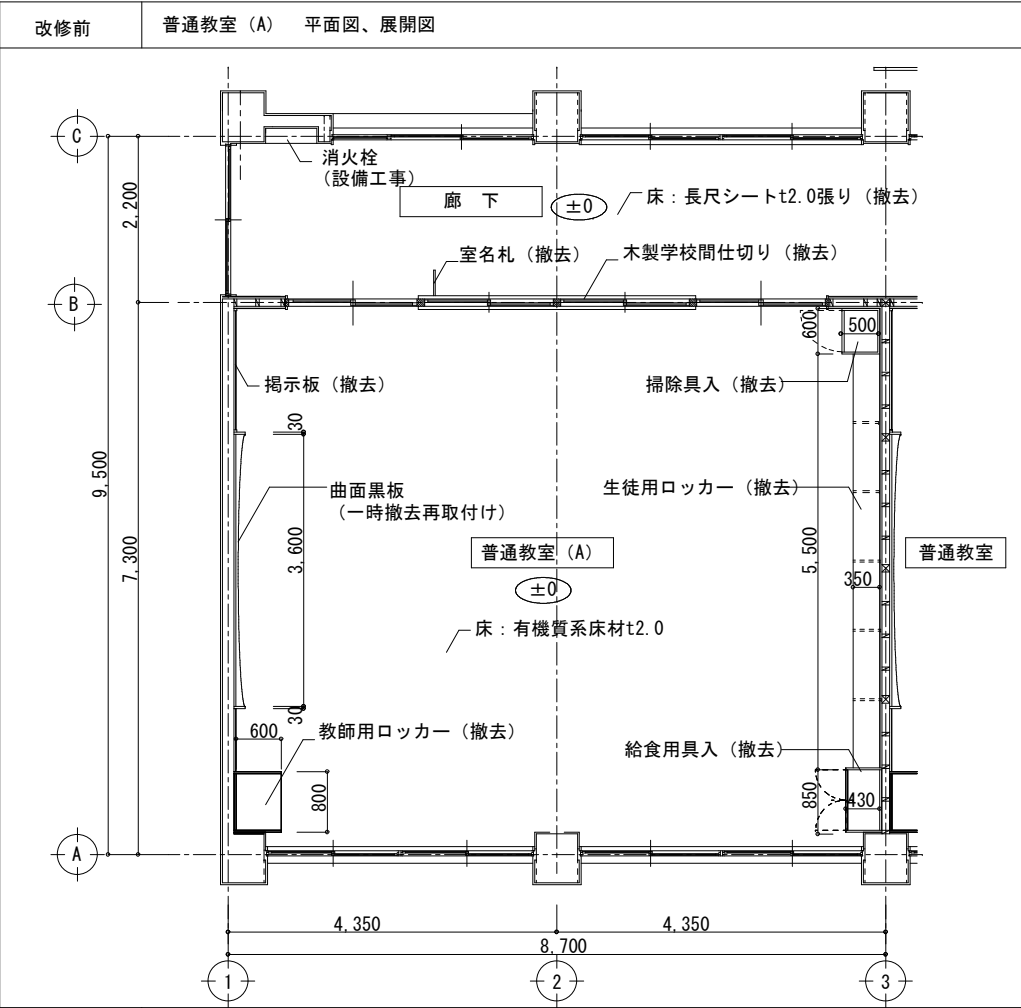 改修前
普通教室（A）　平面図、展開図
C
消火栓
（設備工事）
廊　下
±0
床：長尺シートt2.0張り（撤去）
2,200
室名札（撤去）
木製学校間仕切り（撤去）
B
600
500
掲示板（撤去）
掃除具入（撤去）
30
9,500
曲面黒板
（一時撤去再取付け）
生徒用ロッカー（撤去）
7,300
3,600
普通教室（A）
5,500
普通教室
±0
350
床：有機質系床材t2.0
30
600
教師用ロッカー（撤去）
給食用具入（撤去）
800
850
430
A
4,350
4,350
8,700
1
2
3